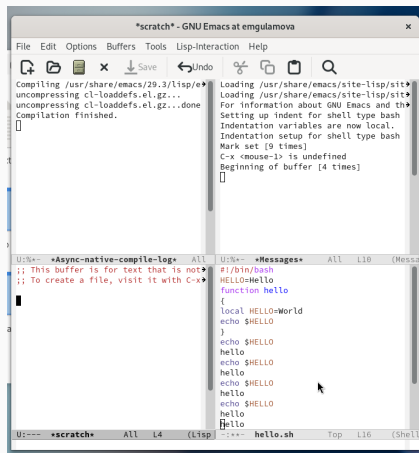 *scratch* - GNU Emacs at emgulamova
File Edit Options Buffers Tools Lisp-Interaction Help
Save Undo
Compiling /usr/share/emacs/29.3/lisp/e
uncompressing cl-loaddefs.el.gz...
uncompressing cl-loaddefs.el.gz...done
Compilation finished.
U:%*- *Async-native-compile-log* All
Loading /usr/share/emacs/site-lisp/sit
Loading /usr/share/emacs/site-lisp/sit
For information about GNU Emacs and th
Setting up indent for shell type bash
Indentation variables are now local.
Indentation setup for shell type bash
Mark set [9 times]
C-x <mouse-1> is undefined
Beginning of buffer [4 times]
U:%*- *Messages* All L10 (Messa
;; This buffer is for text that is not
;; To create a file, visit it with C-x
U:--- *scratch* All L4 (Lisp
#!/bin/bash
HELLO=Hello
function hello
{
local HELLO=World
echo $HELLO
}
echo $HELLO
hello
echo $HELLO
hello
echo $HELLO
hello
echo $HELLO
hello
hello
-:**- hello.sh Top L16 (Shell